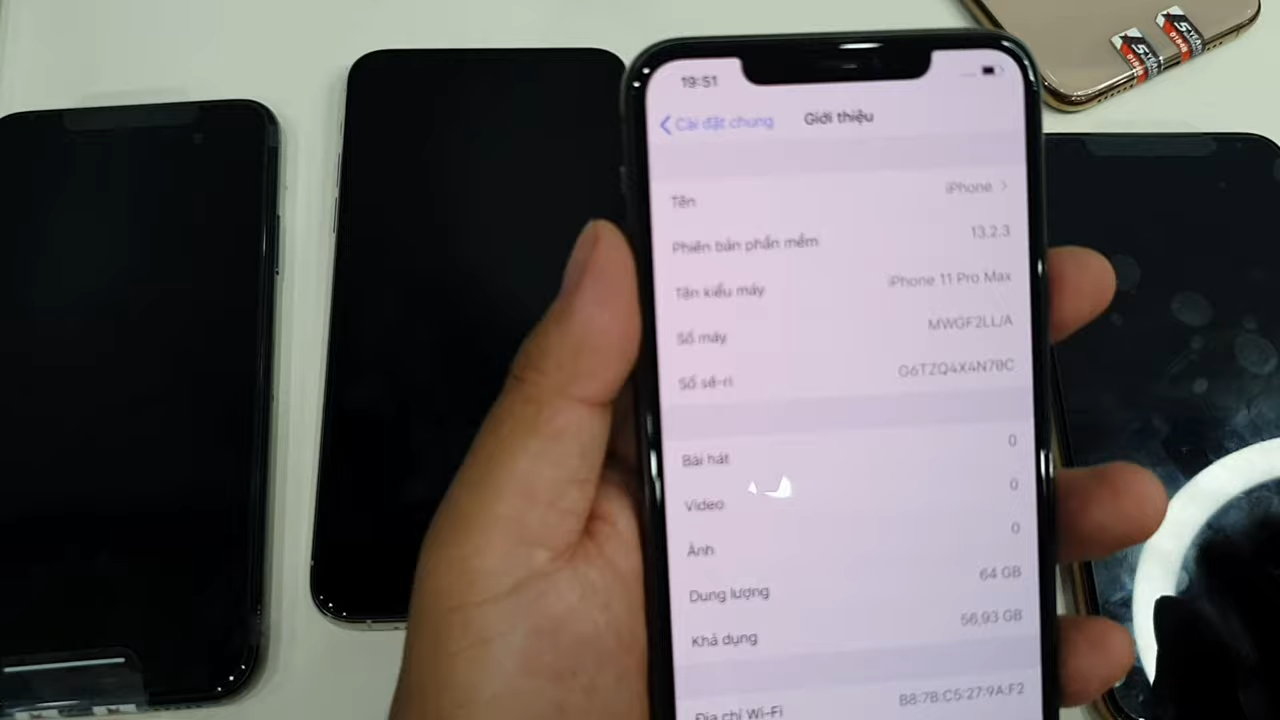 19:51
Cài đặt chung Giới thiệu
Tên iPhone
Phiên bản phần mềm 13.2.3
Tên kiểu máy iPhone 11 Pro Max
Số máy MWGF2LL/A
Số sê-ri G6TZQ4X4N70C
Bài hát 0
Video 0
Ảnh 0
Dung lượng 64 GB
Khả dụng 56,93 GB
Địa chỉ Wi-Fi B8:7B:C5:27:9A:F2
5 YEAR